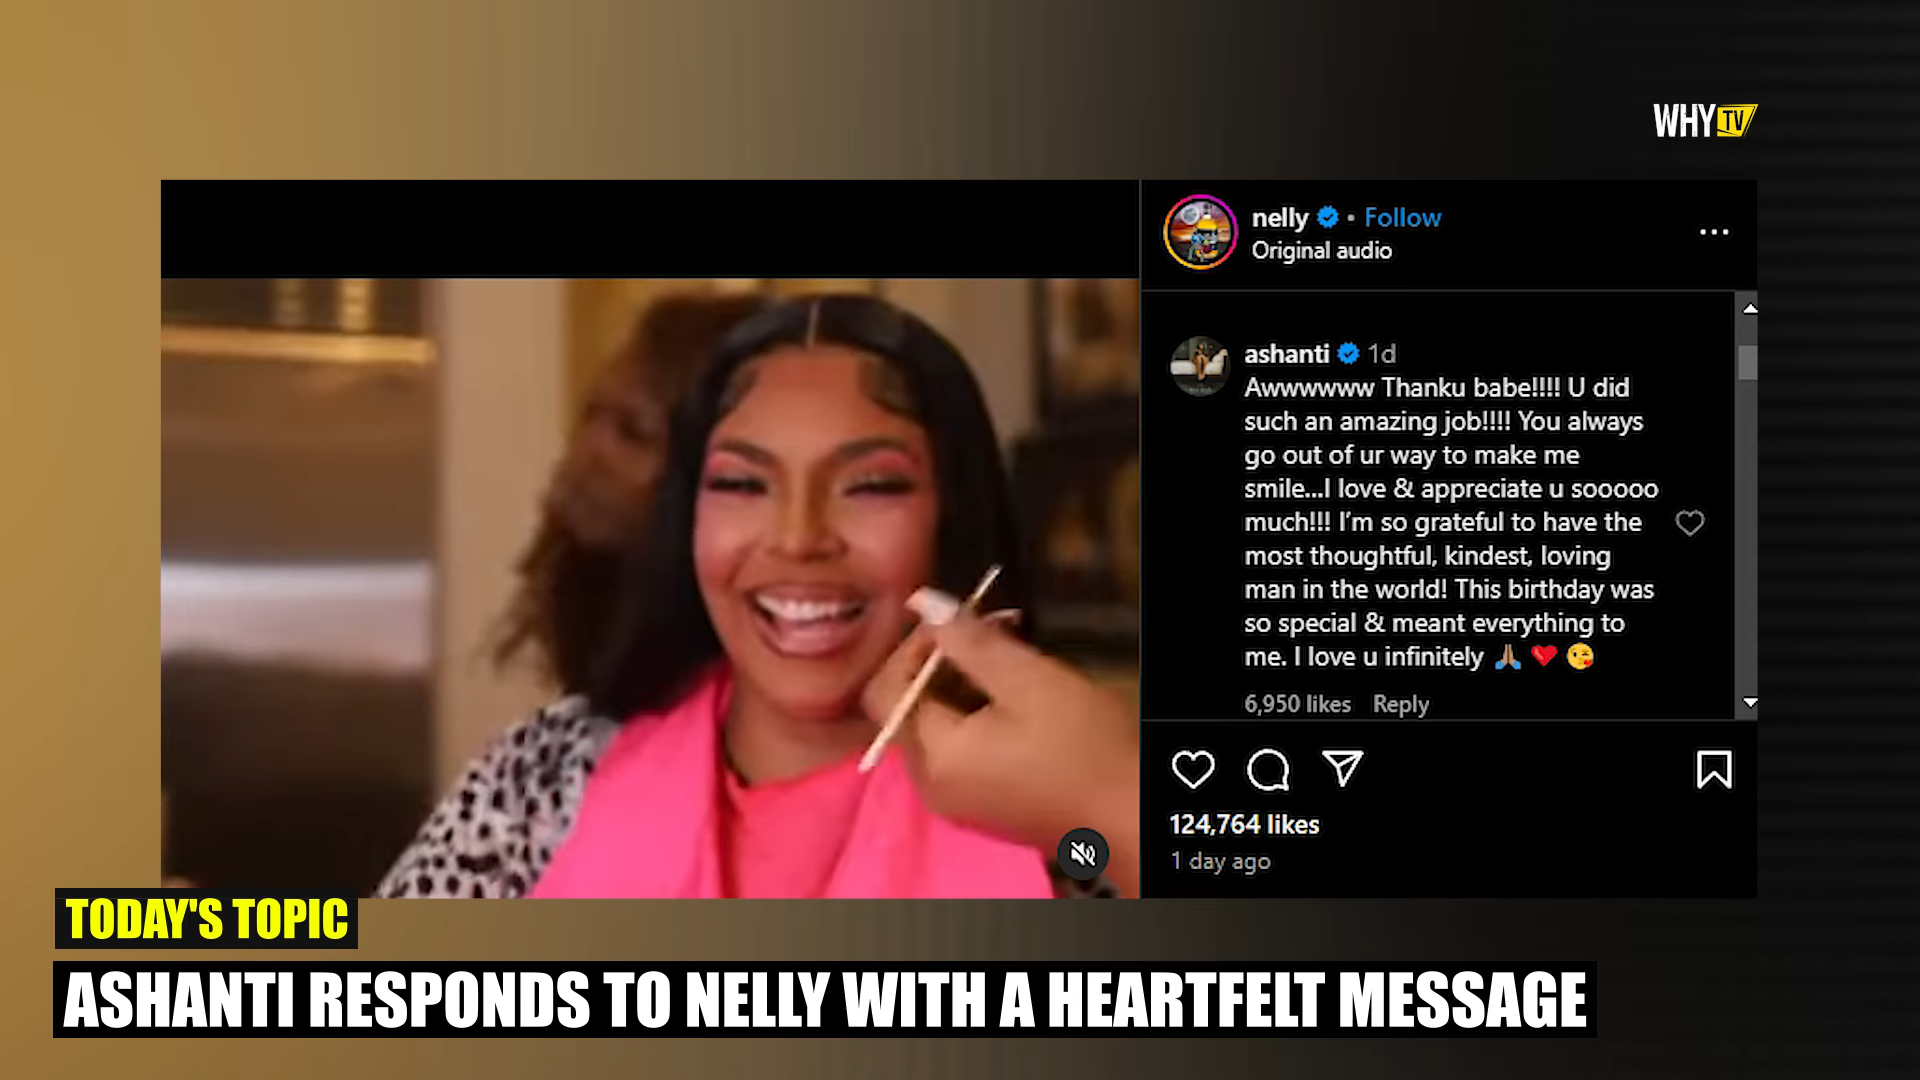 WHY TV
nelly • Follow
Original audio
ashanti 1d
Awwwwww Thanku babe!!!! U did
such an amazing job!!!! You always
go out of ur way to make me
smile...I love & appreciate u sooooo
much!!! I'm so grateful to have the
most thoughtful, kindest, loving
man in the world! This birthday was
so special & meant everything to
me. I love u infinitely 🙏🏽 ❤️ 😘
6,950 likes Reply
124,764 likes
1 day ago
TODAY'S TOPIC
ASHANTI RESPONDS TO NELLY WITH A HEARTFELT MESSAGE